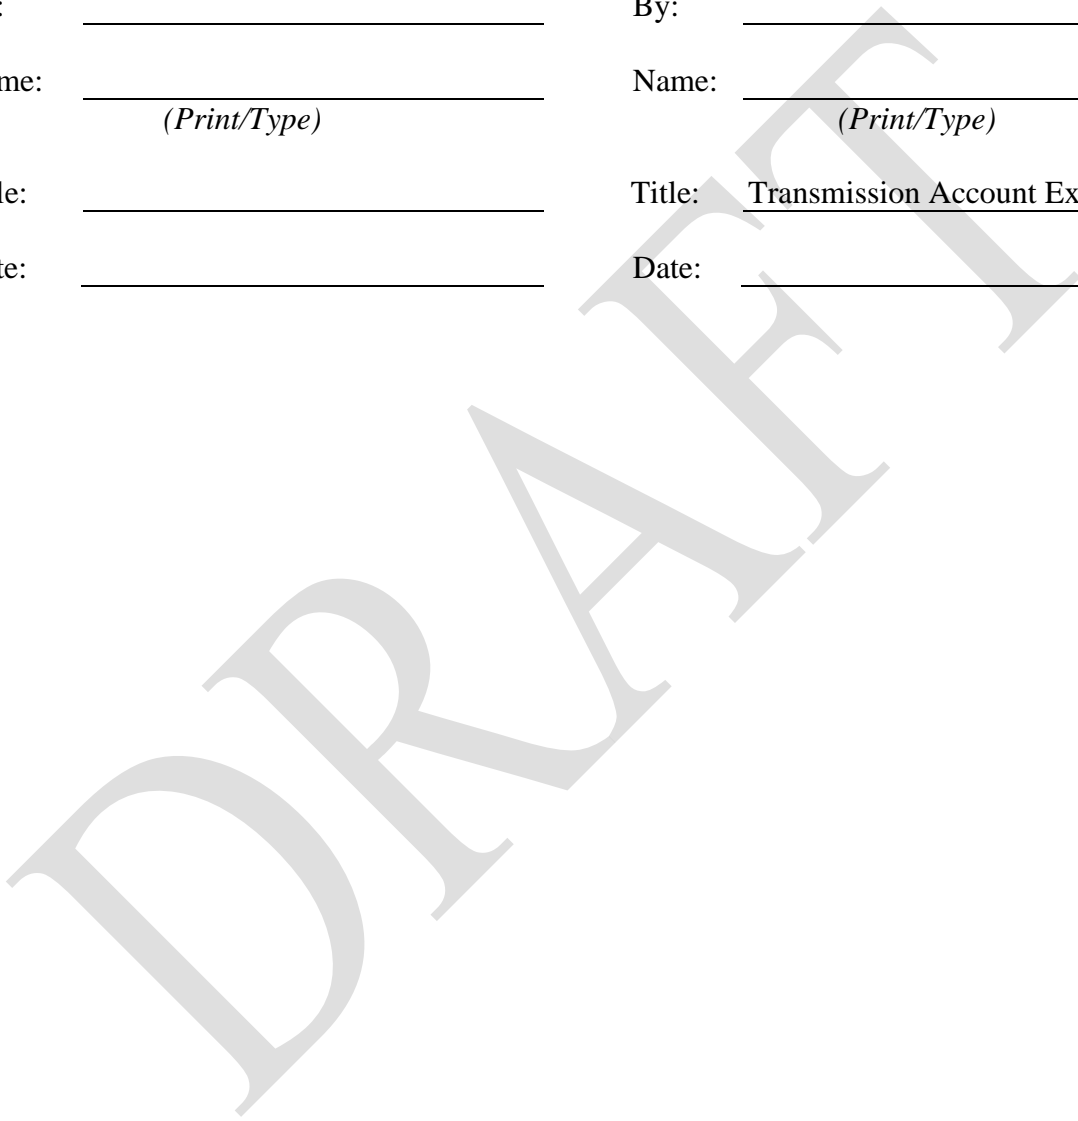 : By:
me: Name:
(Print/Type) (Print/Type)
le: Title: Transmission Account Ex
te: Date:
DRAFT